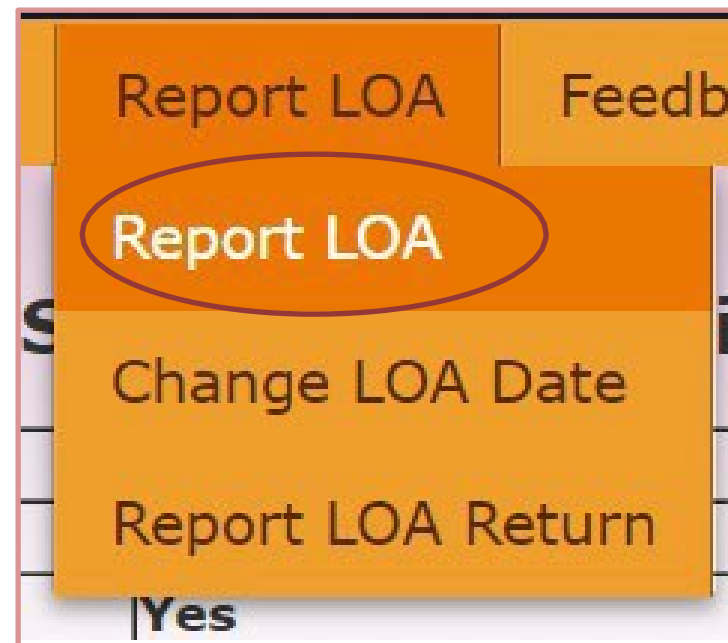 Report LOA Feedb
Report LOA
Change LOA Date
Report LOA Return
Yes